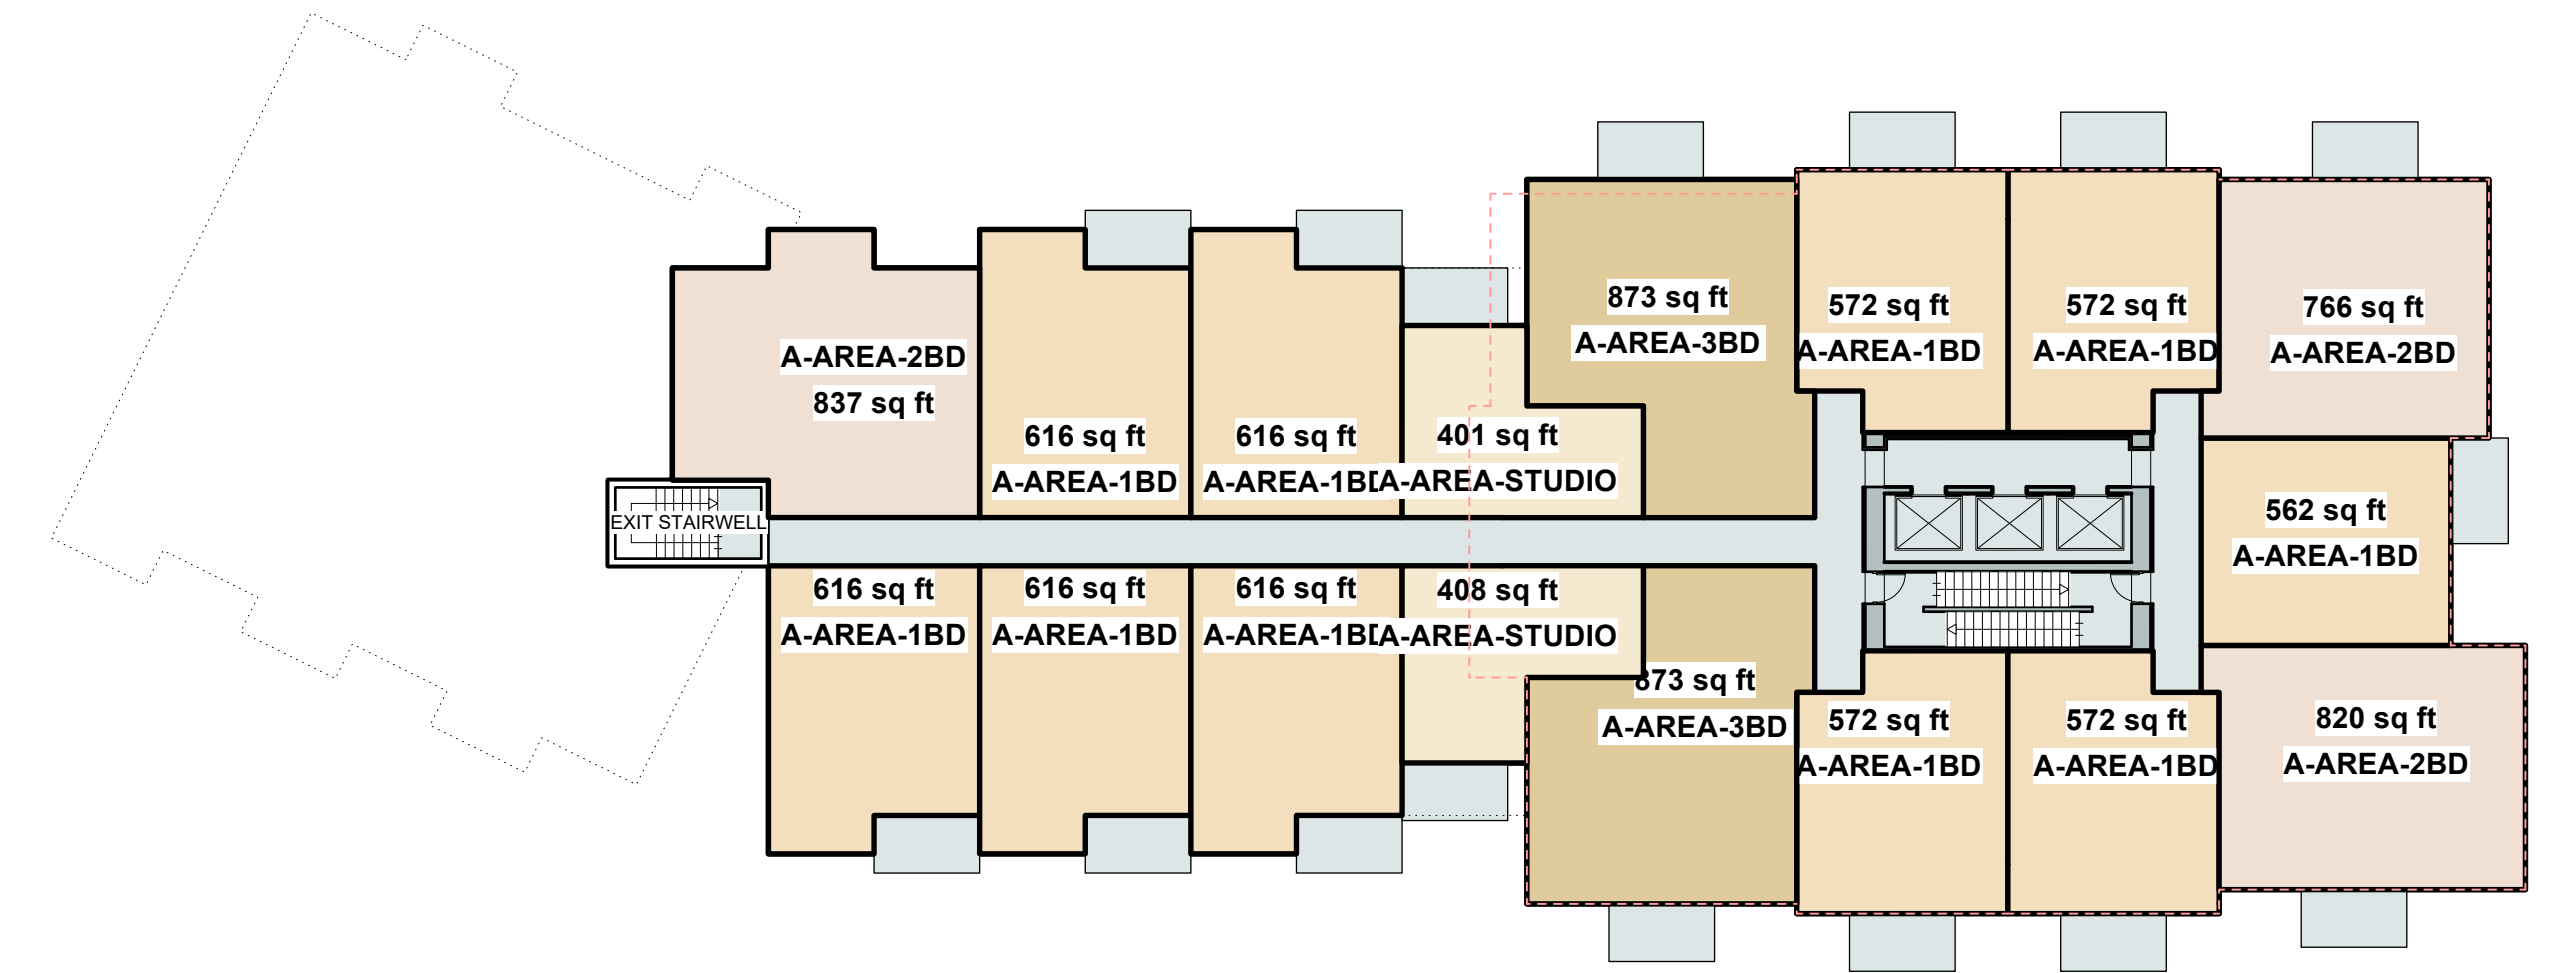 873 sq ft
A-AREA-3BD
572 sq ft
A-AREA-1BD
572 sq ft
A-AREA-1BD
766 sq ft
A-AREA-2BD
A-AREA-2BD
837 sq ft
616 sq ft
A-AREA-1BD
616 sq ft
A-AREA-1BD
401 sq ft
A-AREA-STUDIO
EXIT STAIRWELL
562 sq ft
A-AREA-1BD
616 sq ft
A-AREA-1BD
616 sq ft
A-AREA-1BD
616 sq ft
A-AREA-1BD
408 sq ft
A-AREA-STUDIO
873 sq ft
A-AREA-3BD
572 sq ft
A-AREA-1BD
572 sq ft
A-AREA-1BD
820 sq ft
A-AREA-2BD